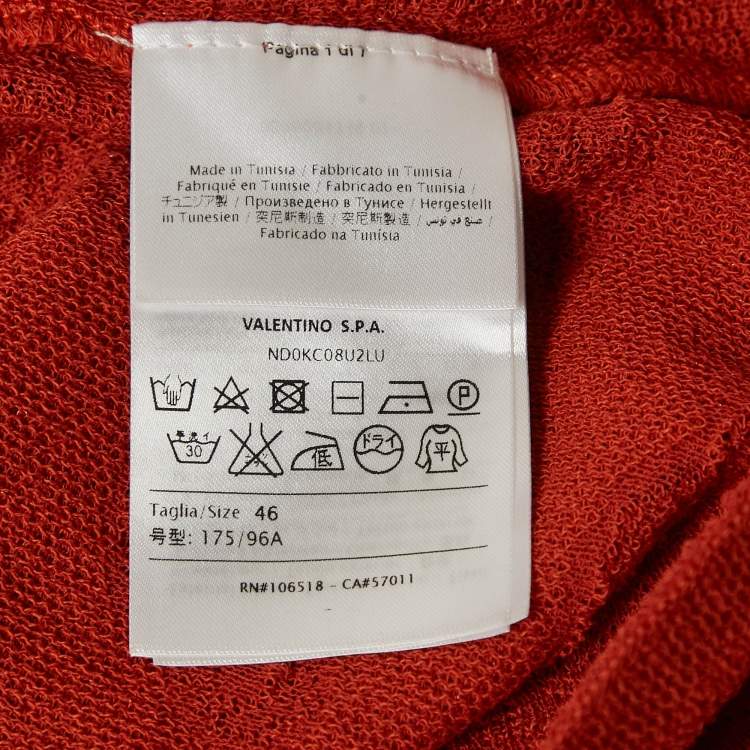 Pagina 1 di 7
Made in Tunisia / Fabbricato in Tunisia /
Fabriqué en Tunisie / Fabricado en Tunisia /
チュニジア製 / Произведено в Тунисе / Hergestellt
in Tunesien / 突尼斯制造 / 突尼斯製造 / صنع في تونس /
Fabricado na Tunísia
VALENTINO S.P.A.
ND0KC08U2LU
P
30 低 ドライ 平
Taglia/Size 46
号型: 175/96A
RN#106518 - CA#57011